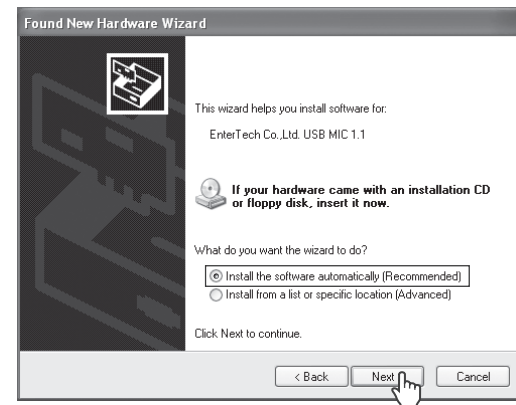 Found New Hardware Wizard
This wizard helps you install software for:
EnterTech Co.,Ltd. USB MIC 1.1
If your hardware came with an installation CD
or floppy disk, insert it now.
What do you want the wizard to do?
Install the software automatically (Recommended)
Install from a list or specific location (Advanced)
Click Next to continue.
< Back Next Cancel